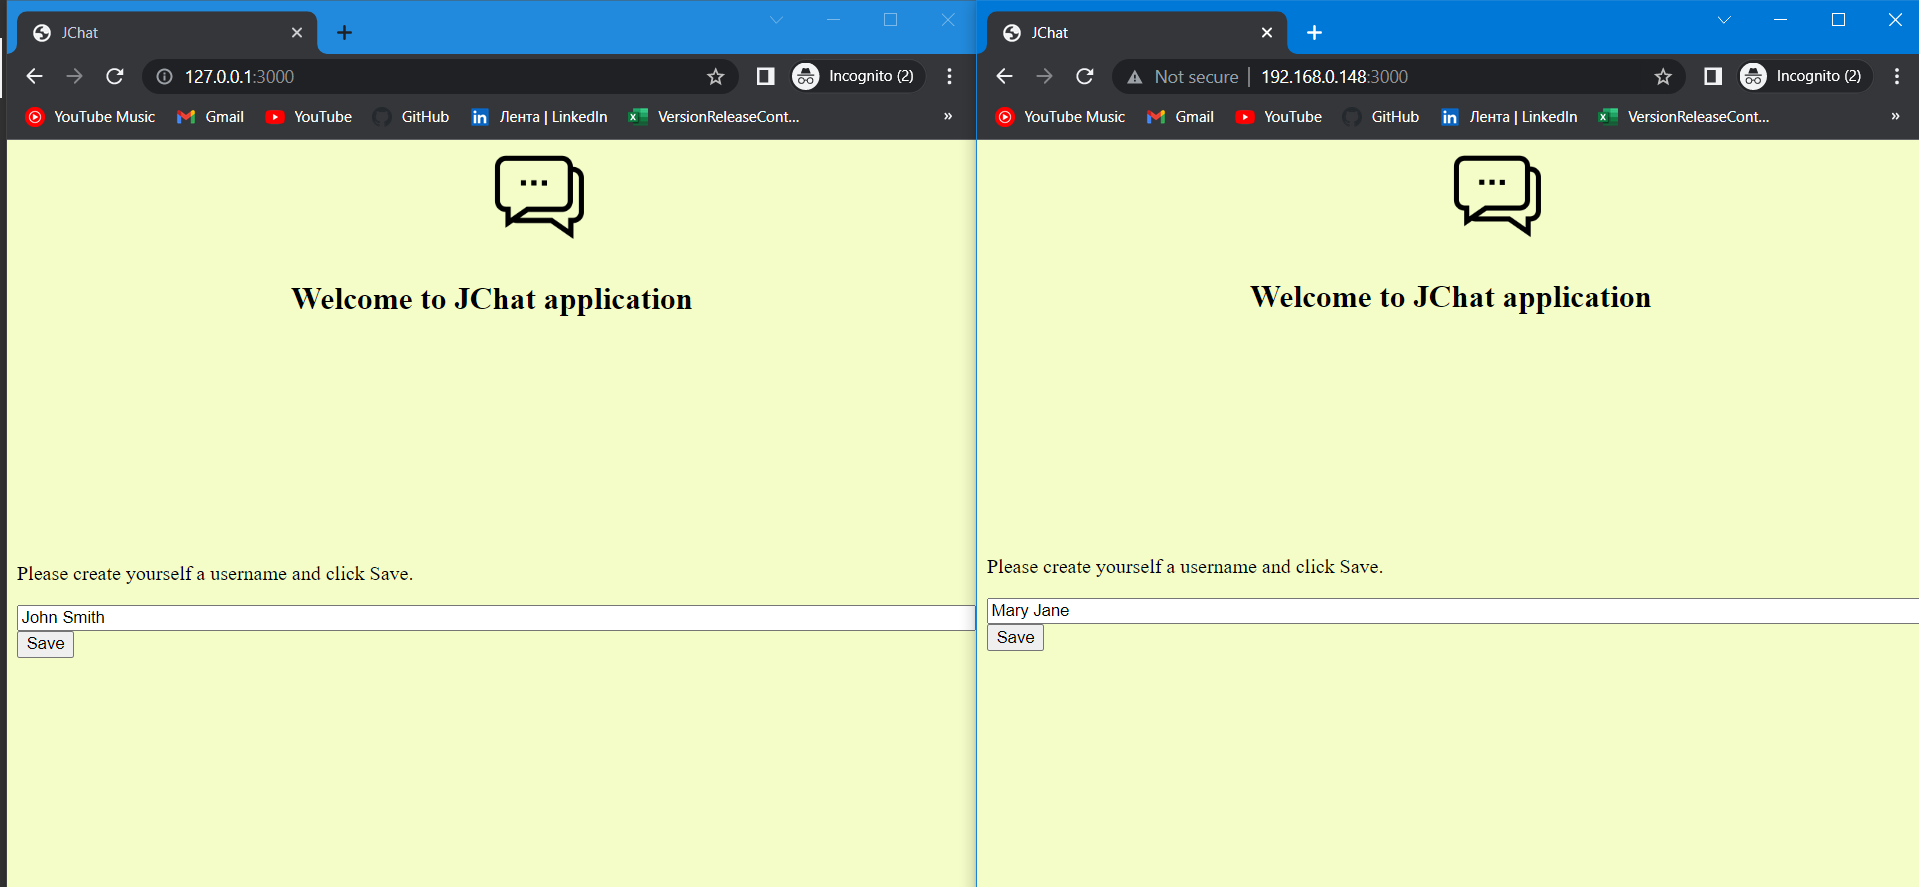 JChat
127.0.0.1:3000
Incognito (2)
YouTube Music
Gmail
YouTube
GitHub
Лента | LinkedIn
VersionReleaseCont...
»
Welcome to JChat application
Please create yourself a username and click Save.
John Smith
Save
JChat
Not secure | 192.168.0.148:3000
Incognito (2)
YouTube Music
Gmail
YouTube
GitHub
Лента | LinkedIn
VersionReleaseCont...
»
Welcome to JChat application
Please create yourself a username and click Save.
Mary Jane
Save